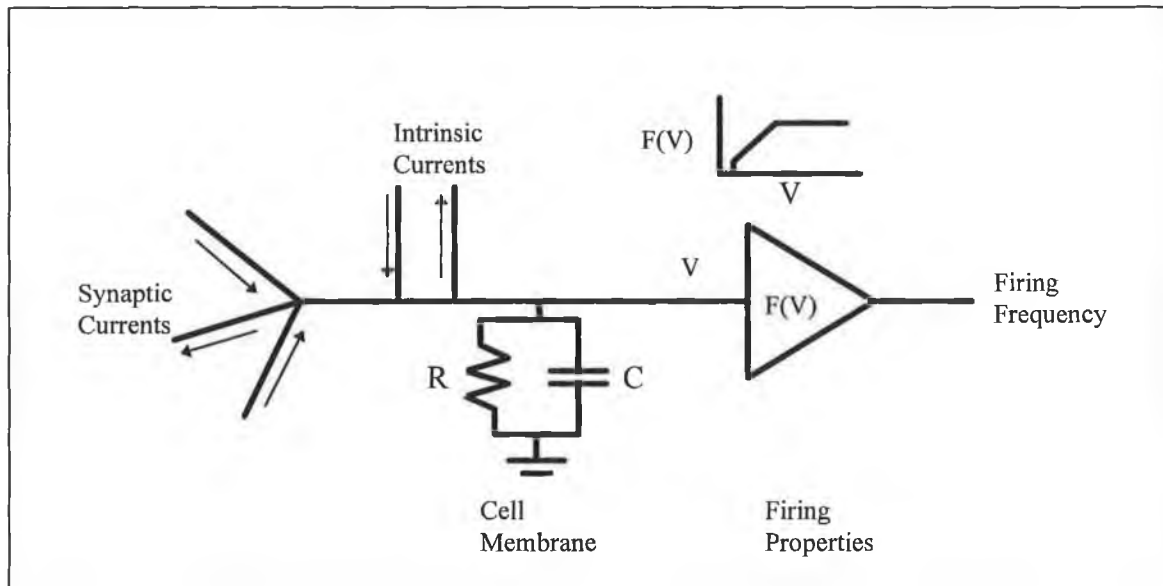 Intrinsic
Currents
F(V)
V
Synaptic
Currents
V
F(V)
Firing
Frequency
R
C
Cell
Membrane
Firing
Properties